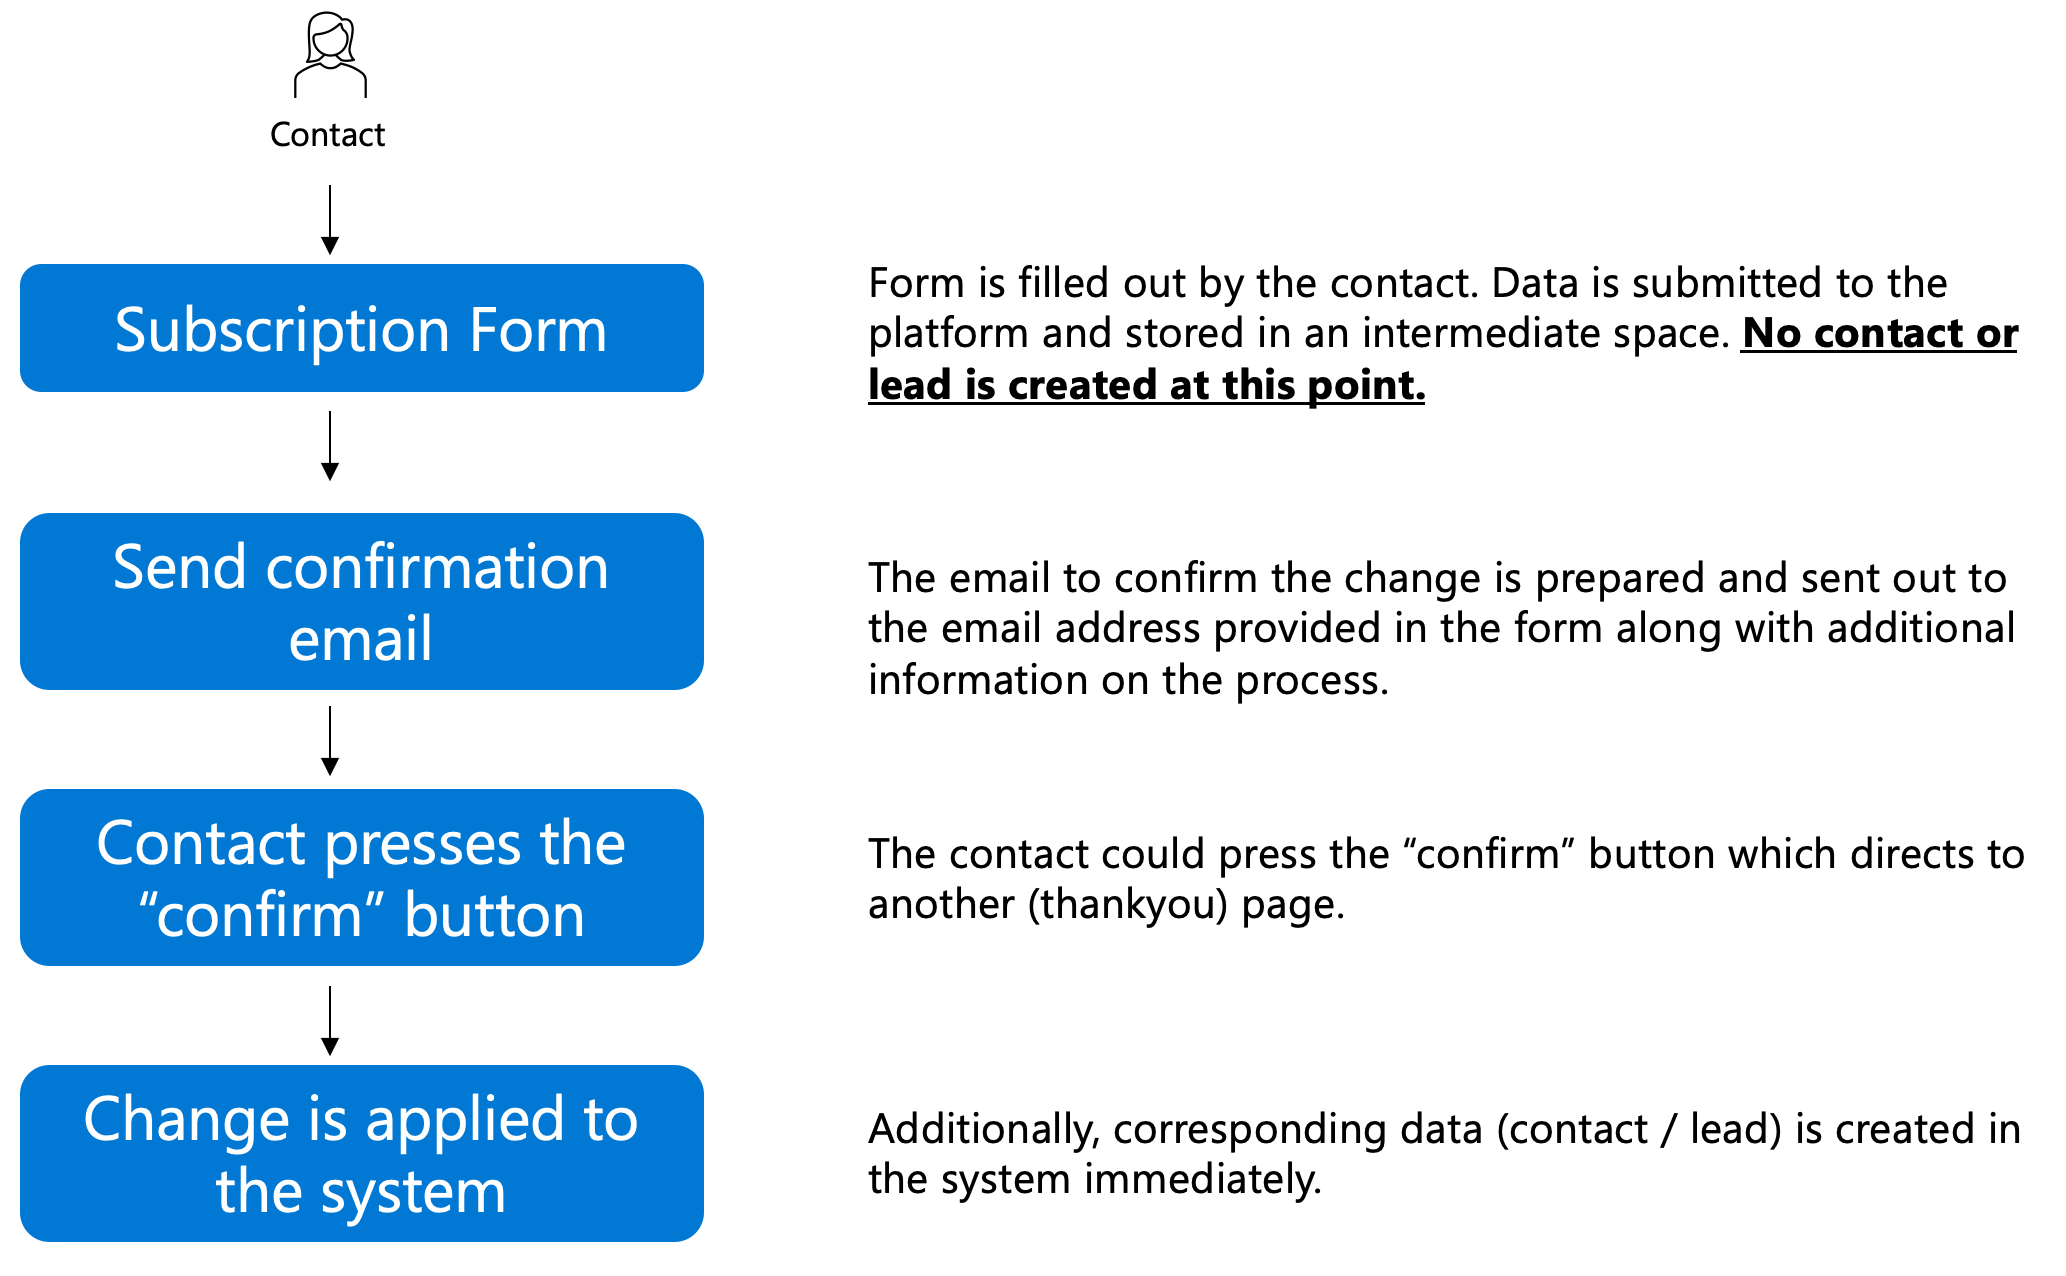 Contact
Subscription Form
Form is filled out by the contact. Data is submitted to the
platform and stored in an intermediate space. No contact or
lead is created at this point.
Send confirmation
email
The email to confirm the change is prepared and sent out to
the email address provided in the form along with additional
information on the process.
Contact presses the
“confirm” button
The contact could press the “confirm” button which directs to
another (thankyou) page.
Change is applied to
the system
Additionally, corresponding data (contact / lead) is created in
the system immediately.